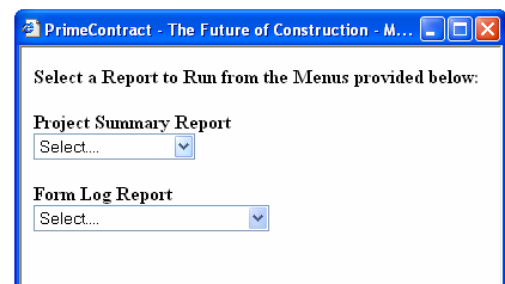 PrimeContract - The Future of Construction - M...
Select a Report to Run from the Menus provided below:
Project Summary Report
Select....
Form Log Report
Select....